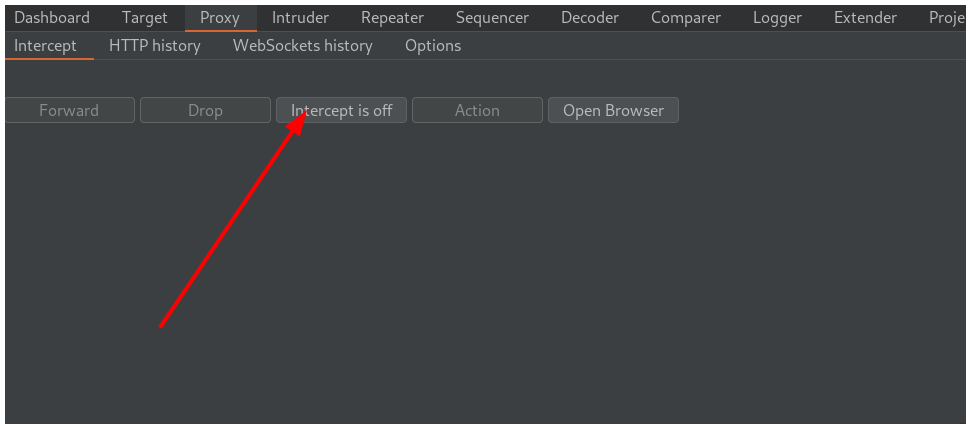 Dashboard Target Proxy Intruder Repeater Sequencer Decoder Comparer Logger Extender Proje
Intercept HTTP history WebSockets history Options
Forward Drop Intercept is off Action Open Browser